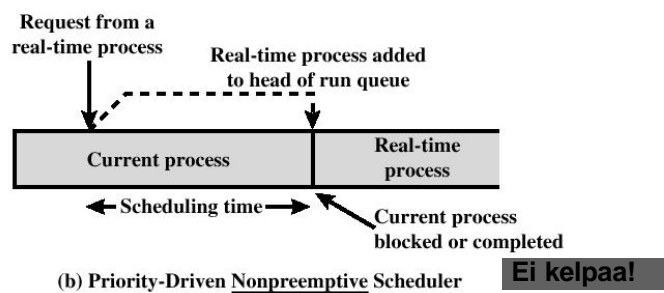 Request from a
real-time process
Real-time process added
to head of run queue
Current process
Real-time
process
Scheduling time
Current process
blocked or completed
(b) Priority-Driven Nonpreemptive Scheduler
Ei kelpaa!